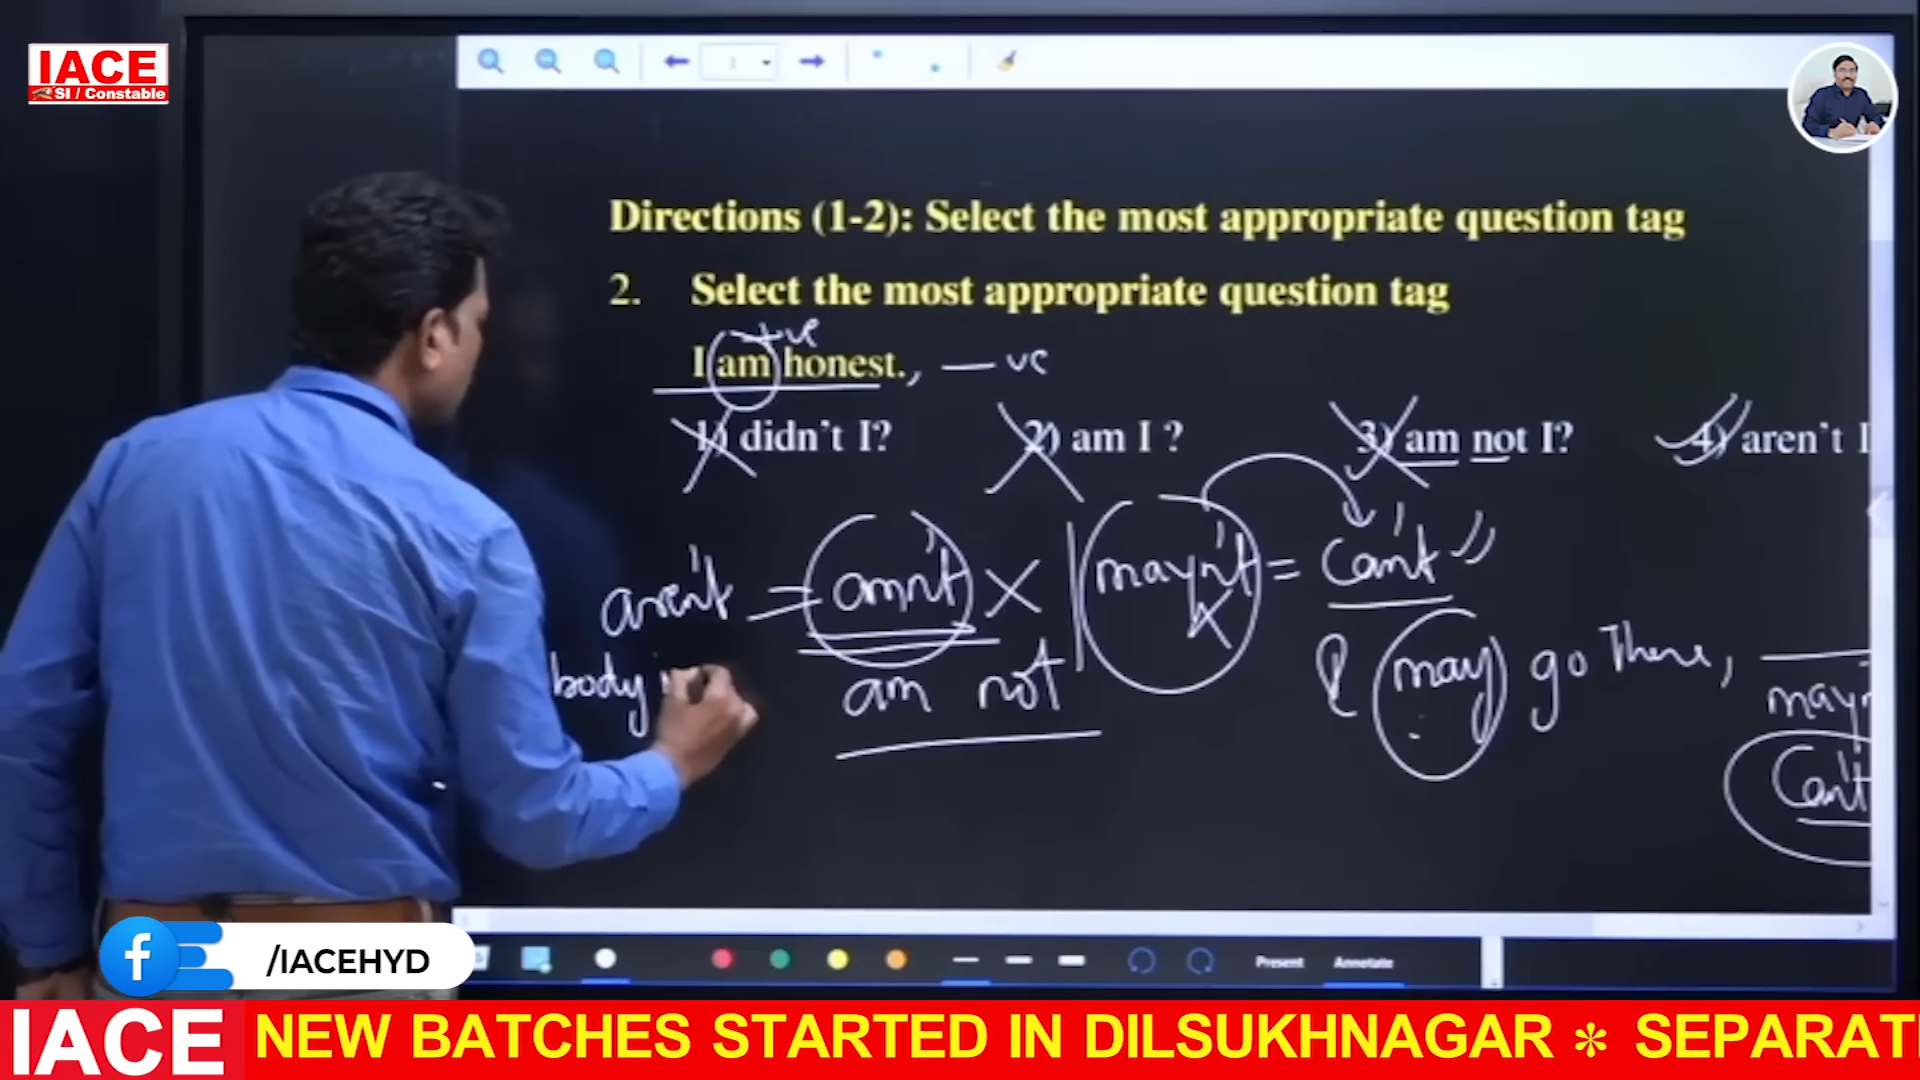 IACE
SI / Constable
Directions (1-2): Select the most appropriate question tag
2. Select the most appropriate question tag
+ve
I am honest., — ve
1) didn't I? 2) am I ? 3) am not I? 4) aren't I
aren't = amn't X | mayn't = can't
X
body
am not
I may go There,
mayn
Can't
Present Annotate
/IACEHYD
IACE NEW BATCHES STARTED IN DILSUKHNAGAR * SEPARAT